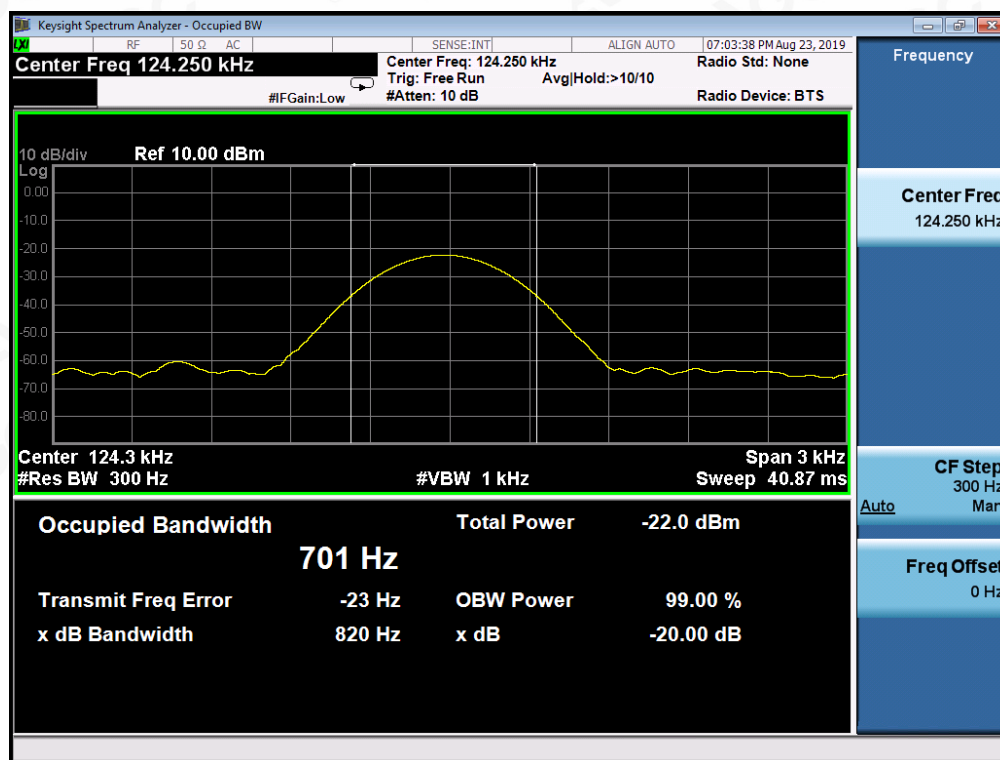 Keysight Spectrum Analyzer - Occupied BW
LXI RF 50 Ω AC SENSE:INT ALIGN AUTO 07:03:38 PM Aug 23, 2019
Center Freq 124.250 kHz
Center Freq: 124.250 kHz Radio Std: None
Trig: Free Run Avg|Hold:>10/10
#IFGain:Low #Atten: 10 dB Radio Device: BTS
10 dB/div Ref 10.00 dBm
Log
0.00
-10.0
-20.0
-30.0
-40.0
-50.0
-60.0
-70.0
-80.0
Center 124.3 kHz Span 3 kHz
#Res BW 300 Hz #VBW 1 kHz Sweep 40.87 ms
Occupied Bandwidth Total Power -22.0 dBm
701 Hz
Transmit Freq Error -23 Hz OBW Power 99.00 %
x dB Bandwidth 820 Hz x dB -20.00 dB
Frequency
Center Freq
124.250 kHz
CF Step
300 Hz
Auto Man
Freq Offset
0 Hz